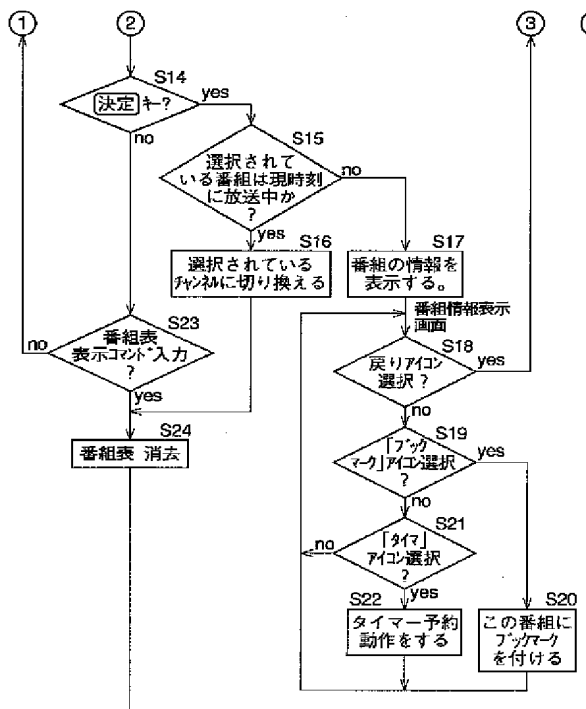 1
2
3
S14
決定 キー?
yes
no
S15
選択されて
いる番組は現時刻
に放送中か
?
no
yes
S16
選択されている
チャンネルに切り換える
S17
番組の情報を
表示する。
番組情報表示
画面
S18
戻りアイコン
選択?
yes
no
S23
番組表
表示コマンド入力
?
no
yes
S24
番組表 消去
S19
「ブック
マーク」アイコン選択
?
yes
no
S21
「タイマ」
アイコン選択
?
no
yes
S22
タイマー予約
動作をする
S20
この番組に
ブックマーク
を付ける